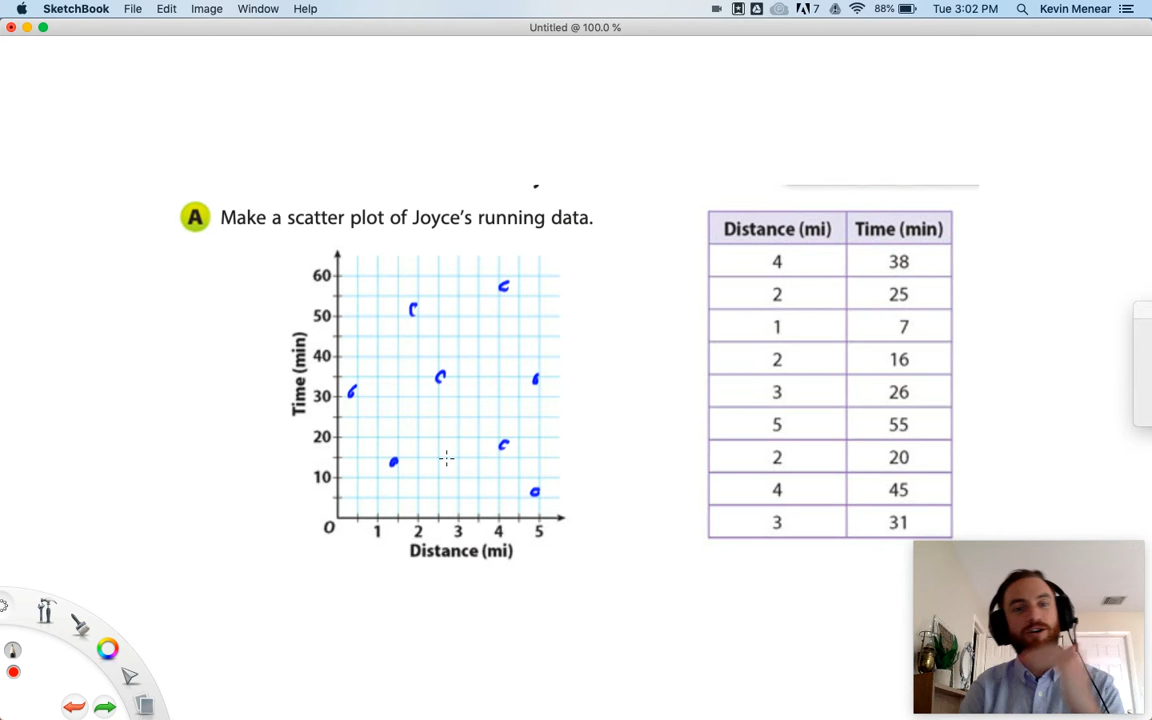 SketchBook File Edit Image Window Help 7 88% Tue 3:02 PM Kevin Menear
Untitled @ 100.0 %
A Make a scatter plot of Joyce's running data.
Time (min)
60
50
40
30
20
10
O 1 2 3 4 5
Distance (mi)
Distance (mi) Time (min)
4 38
2 25
1 7
2 16
3 26
5 55
2 20
4 45
3 31